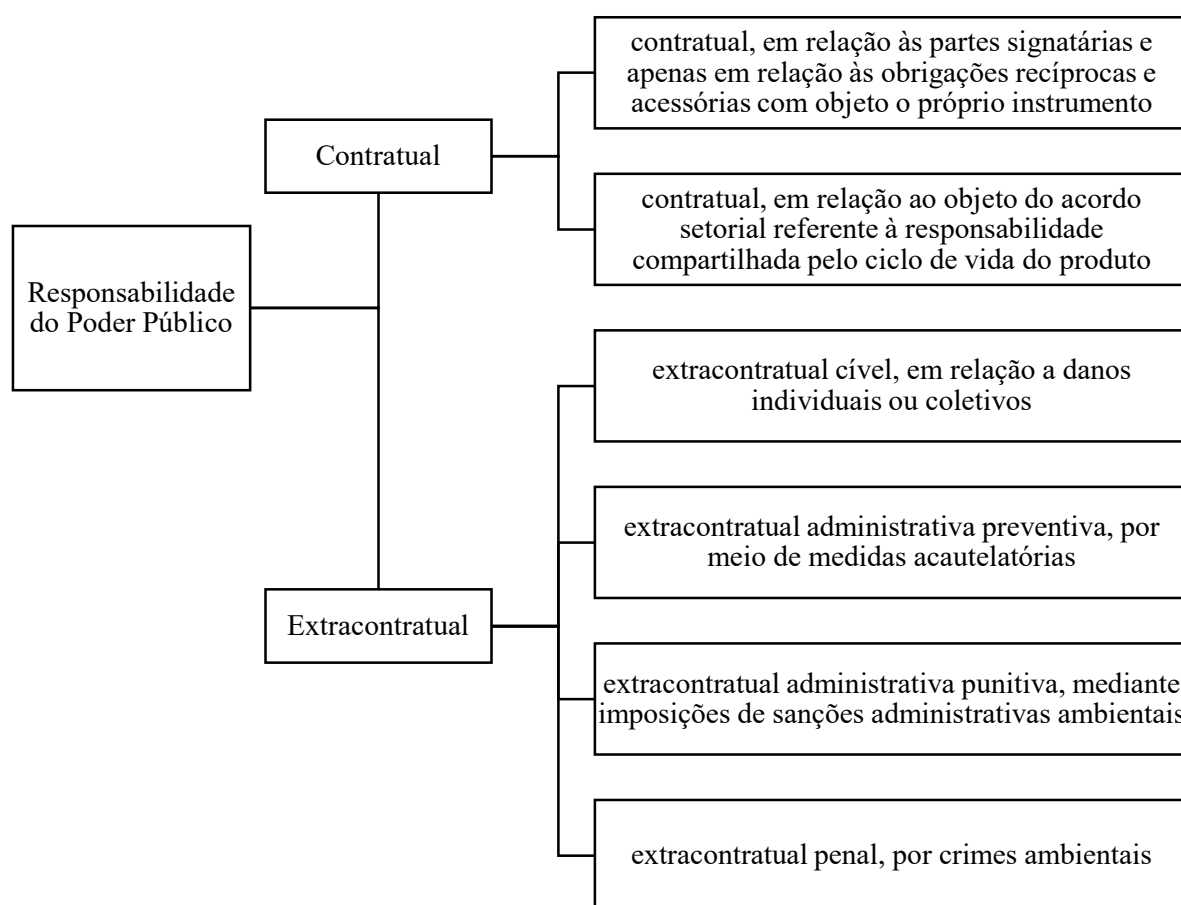 Responsabilidade
do Poder Público
Contratual
contratual, em relação às partes signatárias e
apenas em relação às obrigações recíprocas e
acessórias com objeto o próprio instrumento
contratual, em relação ao objeto do acordo
setorial referente à responsabilidade
compartilhada pelo ciclo de vida do produto
Extracontratual
extracontratual cível, em relação a danos
individuais ou coletivos
extracontratual administrativa preventiva, por
meio de medidas acautelatórias
extracontratual administrativa punitiva, mediante
imposições de sanções administrativas ambientais
extracontratual penal, por crimes ambientais